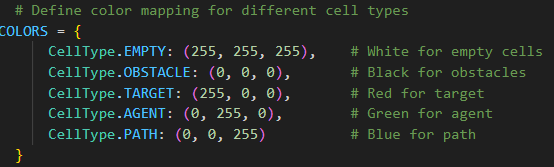 # Define color mapping for different cell types
COLORS = {
CellType.EMPTY: (255, 255, 255),    # White for empty cells
CellType.OBSTACLE: (0, 0, 0),       # Black for obstacles
CellType.TARGET: (255, 0, 0),       # Red for target
CellType.AGENT: (0, 255, 0),        # Green for agent
CellType.PATH: (0, 0, 255)          # Blue for path
}